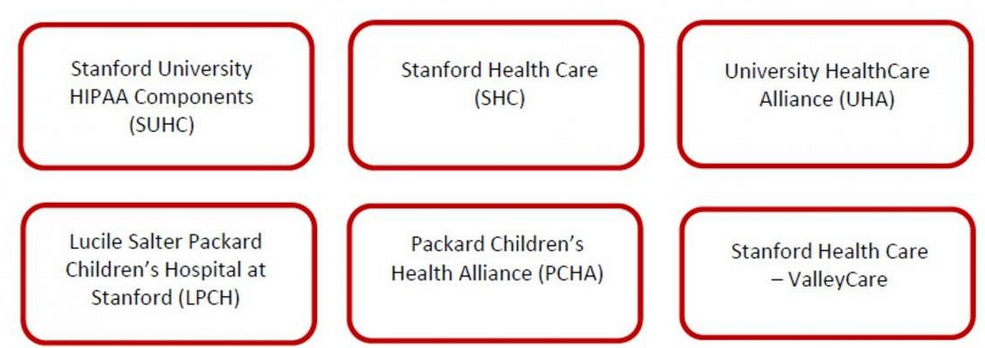 Stanford University
HIPAA Components
(SUHC)
Stanford Health Care
(SHC)
University HealthCare
Alliance (UHA)
Lucile Salter Packard
Children’s Hospital at
Stanford (LPCH)
Packard Children’s
Health Alliance (PCHA)
Stanford Health Care
– ValleyCare